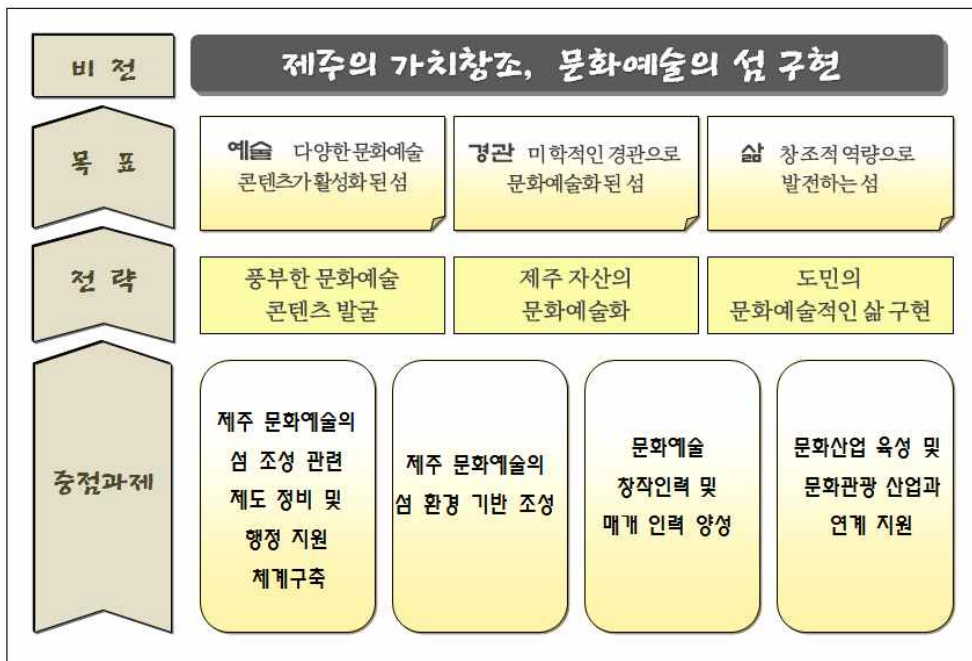 비 전
제주의 가치창조, 문화예술의 섬 구현
목 표
예술 다양한 문화예술
콘텐츠가 활성화 된 섬
경관 미학적인 경관으로
문화예술화 된 섬
삶 창조적 역량으로
발전하는 섬
전 략
풍부한 문화예술
콘텐츠 발굴
제주 자산의
문화예술화
도민의
문화예술적인 삶 구현
중점과제
제주 문화예술의
섬 조성 관련
제도 정비 및
행정 지원
체계구축
제주 문화예술의
섬 환경 기반 조성
문화예술
창작인력 및
매개 인력 양성
문화산업 육성 및
문화관광 산업과
연계 지원